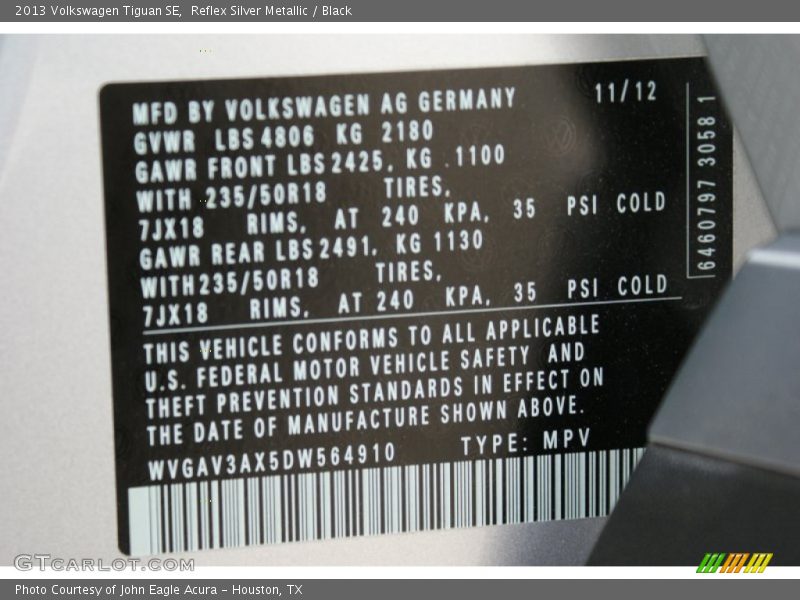 2013 Volkswagen Tiguan SE, Reflex Silver Metallic / Black
MFD BY VOLKSWAGEN AG GERMANY 11/12
GVWR LBS 4806 KG 2180
GAWR FRONT LBS 2425, KG 1100
WITH 235/50R18 TIRES,
7JX18 RIMS, AT 240 KPA, 35 PSI COLD
GAWR REAR LBS 2491, KG 1130
WITH 235/50R18 TIRES,
7JX18 RIMS, AT 240 KPA, 35 PSI COLD
6460797 30581
THIS VEHICLE CONFORMS TO ALL APPLICABLE
U.S. FEDERAL MOTOR VEHICLE SAFETY AND
THEFT PREVENTION STANDARDS IN EFFECT ON
THE DATE OF MANUFACTURE SHOWN ABOVE.
WVGAV3AX5DW564910 TYPE: MPV
GTcarlot.com
Photo Courtesy of John Eagle Acura - Houston, TX